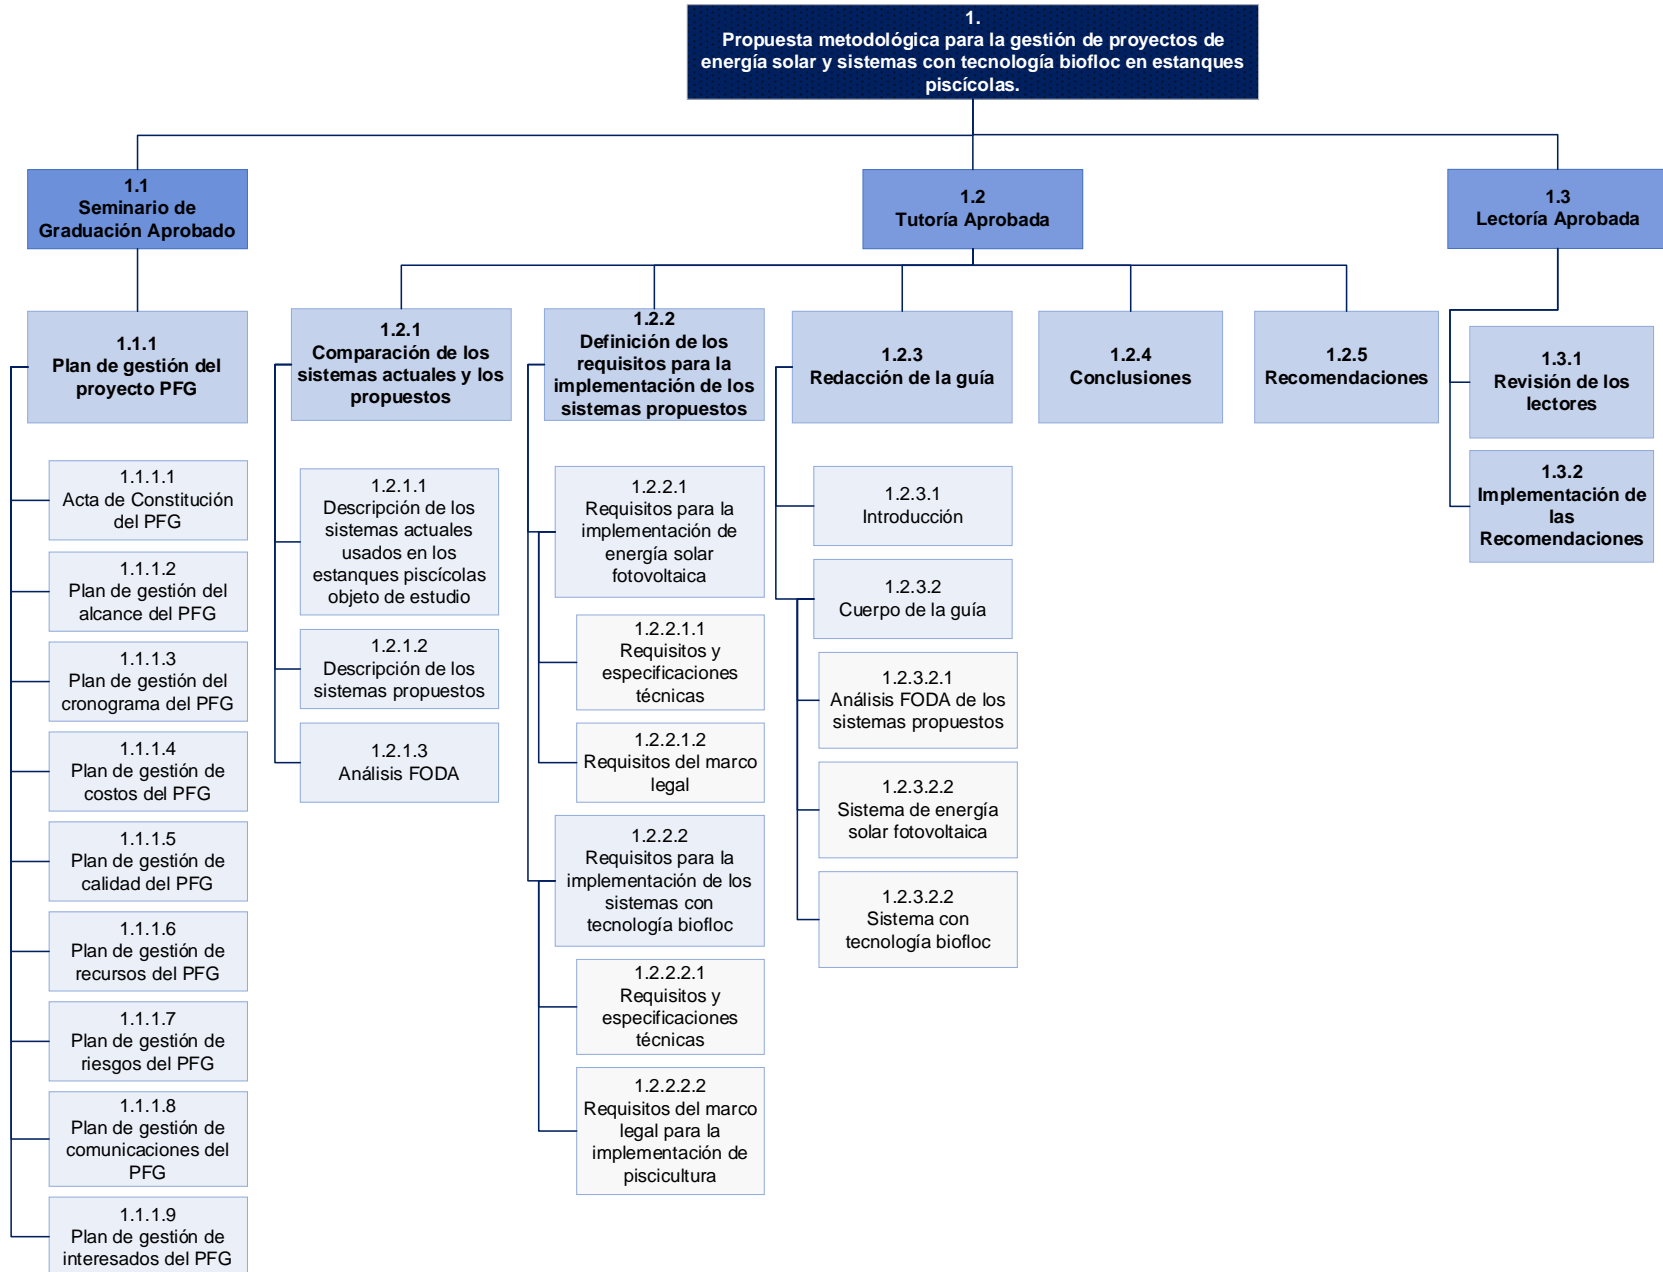 1.
Propuesta metodológica para la gestión de proyectos de
energía solar y sistemas con tecnología biofloc en estanques
piscícolas.
1.1
Seminario de
Graduación Aprobado
1.1.1
Plan de gestión del
proyecto PFG
1.1.1.1
Acta de Constitución
del PFG
1.1.1.2
Plan de gestión del
alcance del PFG
1.1.1.3
Plan de gestión del
cronograma del PFG
1.1.1.4
Plan de gestión de
costos del PFG
1.1.1.5
Plan de gestión de
calidad del PFG
1.1.1.6
Plan de gestión de
recursos del PFG
1.1.1.7
Plan de gestión de
riesgos del PFG
1.1.1.8
Plan de gestión de
comunicaciones del
PFG
1.1.1.9
Plan de gestión de
interesados del PFG
1.2
Tutoría Aprobada
1.2.1
Comparación de los
sistemas actuales y los
propuestos
1.2.1.1
Descripción de los
sistemas actuales
usados en los
estanques piscícolas
objeto de estudio
1.2.1.2
Descripción de los
sistemas propuestos
1.2.1.3
Análisis FODA
1.2.2
Definición de los
requisitos para la
implementación de los
sistemas propuestos
1.2.2.1
Requisitos para la
implementación de
energía solar
fotovoltaica
1.2.2.1.1
Requisitos y
especificaciones
técnicas
1.2.2.1.2
Requisitos del marco
legal
1.2.2.2
Requisitos para la
implementación de los
sistemas con
tecnología biofloc
1.2.2.2.1
Requisitos y
especificaciones
técnicas
1.2.2.2.2
Requisitos del marco
legal para la
implementación de
piscicultura
1.2.3
Redacción de la guía
1.2.3.1
Introducción
1.2.3.2
Cuerpo de la guía
1.2.3.2.1
Análisis FODA de los
sistemas propuestos
1.2.3.2.2
Sistema de energía
solar fotovoltaica
1.2.3.2.2
Sistema con
tecnología biofloc
1.2.4
Conclusiones
1.2.5
Recomendaciones
1.3
Lectoría Aprobada
1.3.1
Revisión de los
lectores
1.3.2
Implementación de
las
Recomendaciones